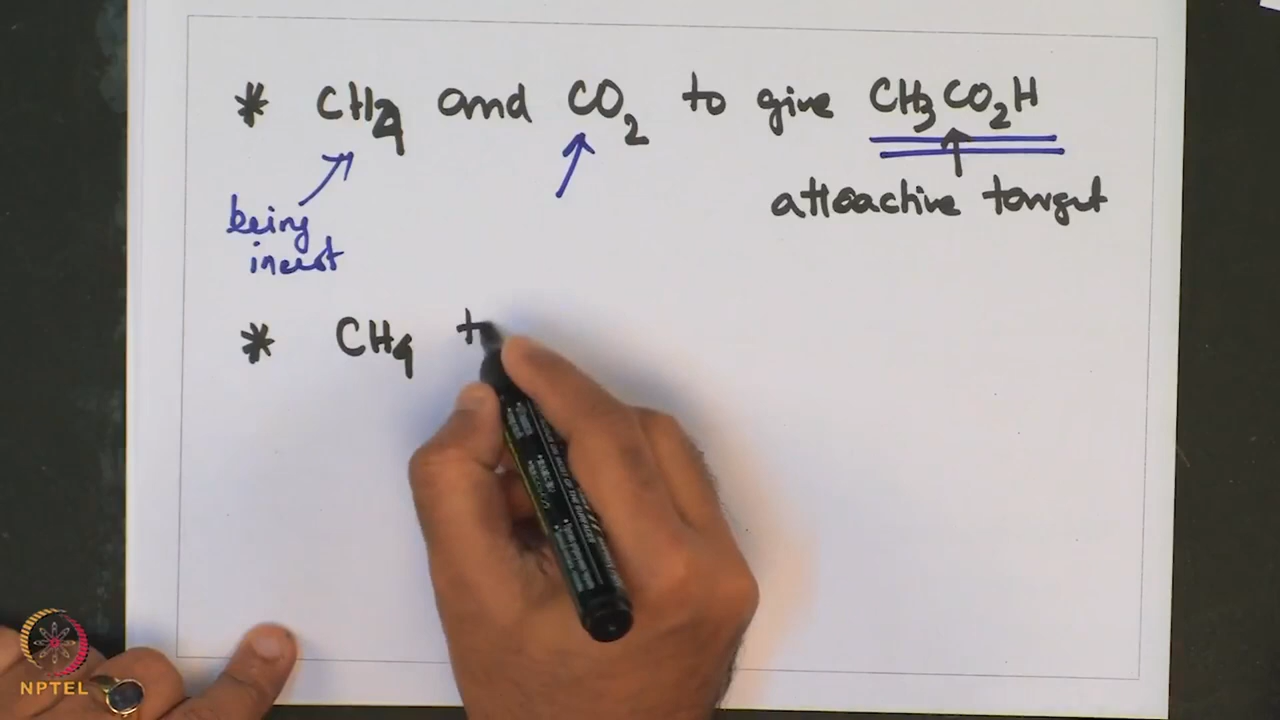 * CH4 and CO2 to give CH3CO2H
being
inert
attractive target
* CH4 t
NPTEL